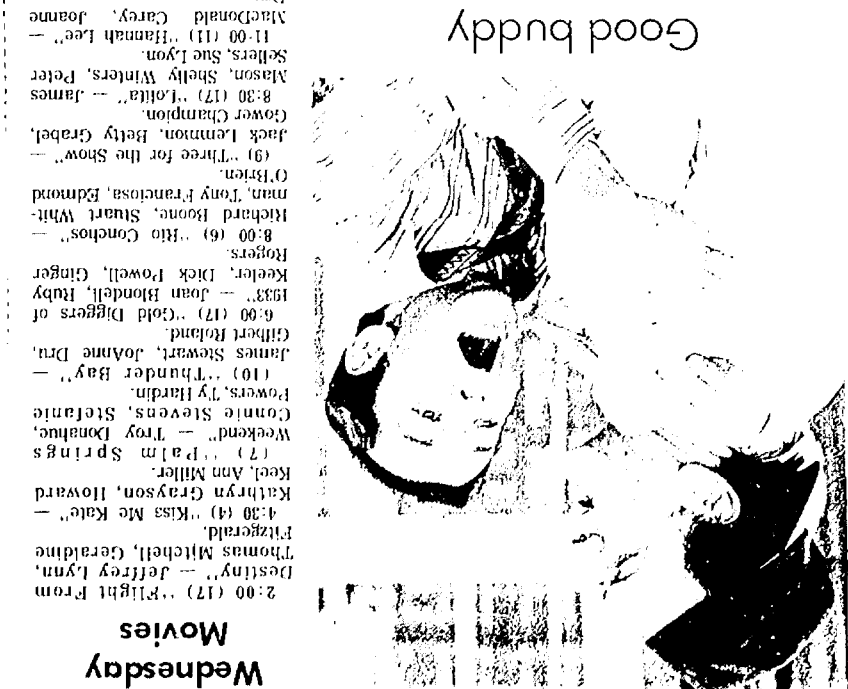 Wednesday
Movies
2:00 (17) "Flight From
Destiny" — Jeffrey Lynn,
Thomas Mitchell, Geraldine
Fitzgerald.
4:30 (4) "Kiss Me Kate" —
Kathryn Grayson, Howard
Keel, Ann Miller.
(7) "Palm Springs
Weekend" — Troy Donahue,
Connie Stevens, Stefanie
Powers, Ty Hardin.
(10) "Thunder Bay" —
James Stewart, JoAnne Dru,
Gilbert Roland.
6:00 (17) "Gold Diggers of
1933" — Joan Blondell, Ruby
Keeler, Dick Powell, Ginger
Rogers.
8:00 (6) "Rio Conchos" —
Richard Boone, Stuart Whit-
man, Tony Franciosa, Edmond
O'Brien.
(9) "Three for the Show" —
Jack Lemmon, Betty Grabel,
Gower Champion.
8:30 (17) "Lolita" — James
Mason, Shelly Winters, Peter
Sellers, Sue Lyon.
11:00 (11) "Hannah Lee" —
MacDonald Carey, Joanne
Good buddy